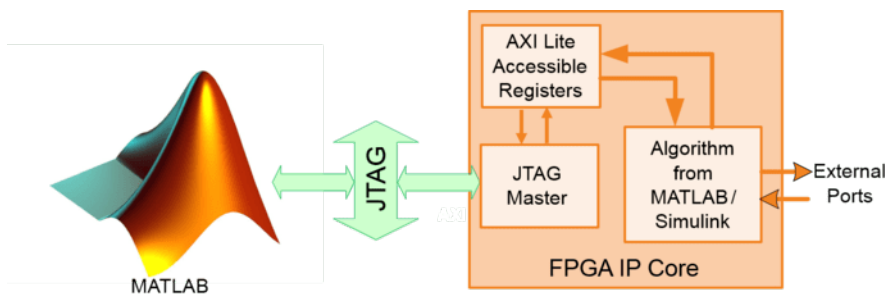 MATLAB
JTAG
AXI Lite
Accessible
Registers
JTAG
Master
Algorithm
from
MATLAB/
Simulink
External
Ports
FPGA IP Core